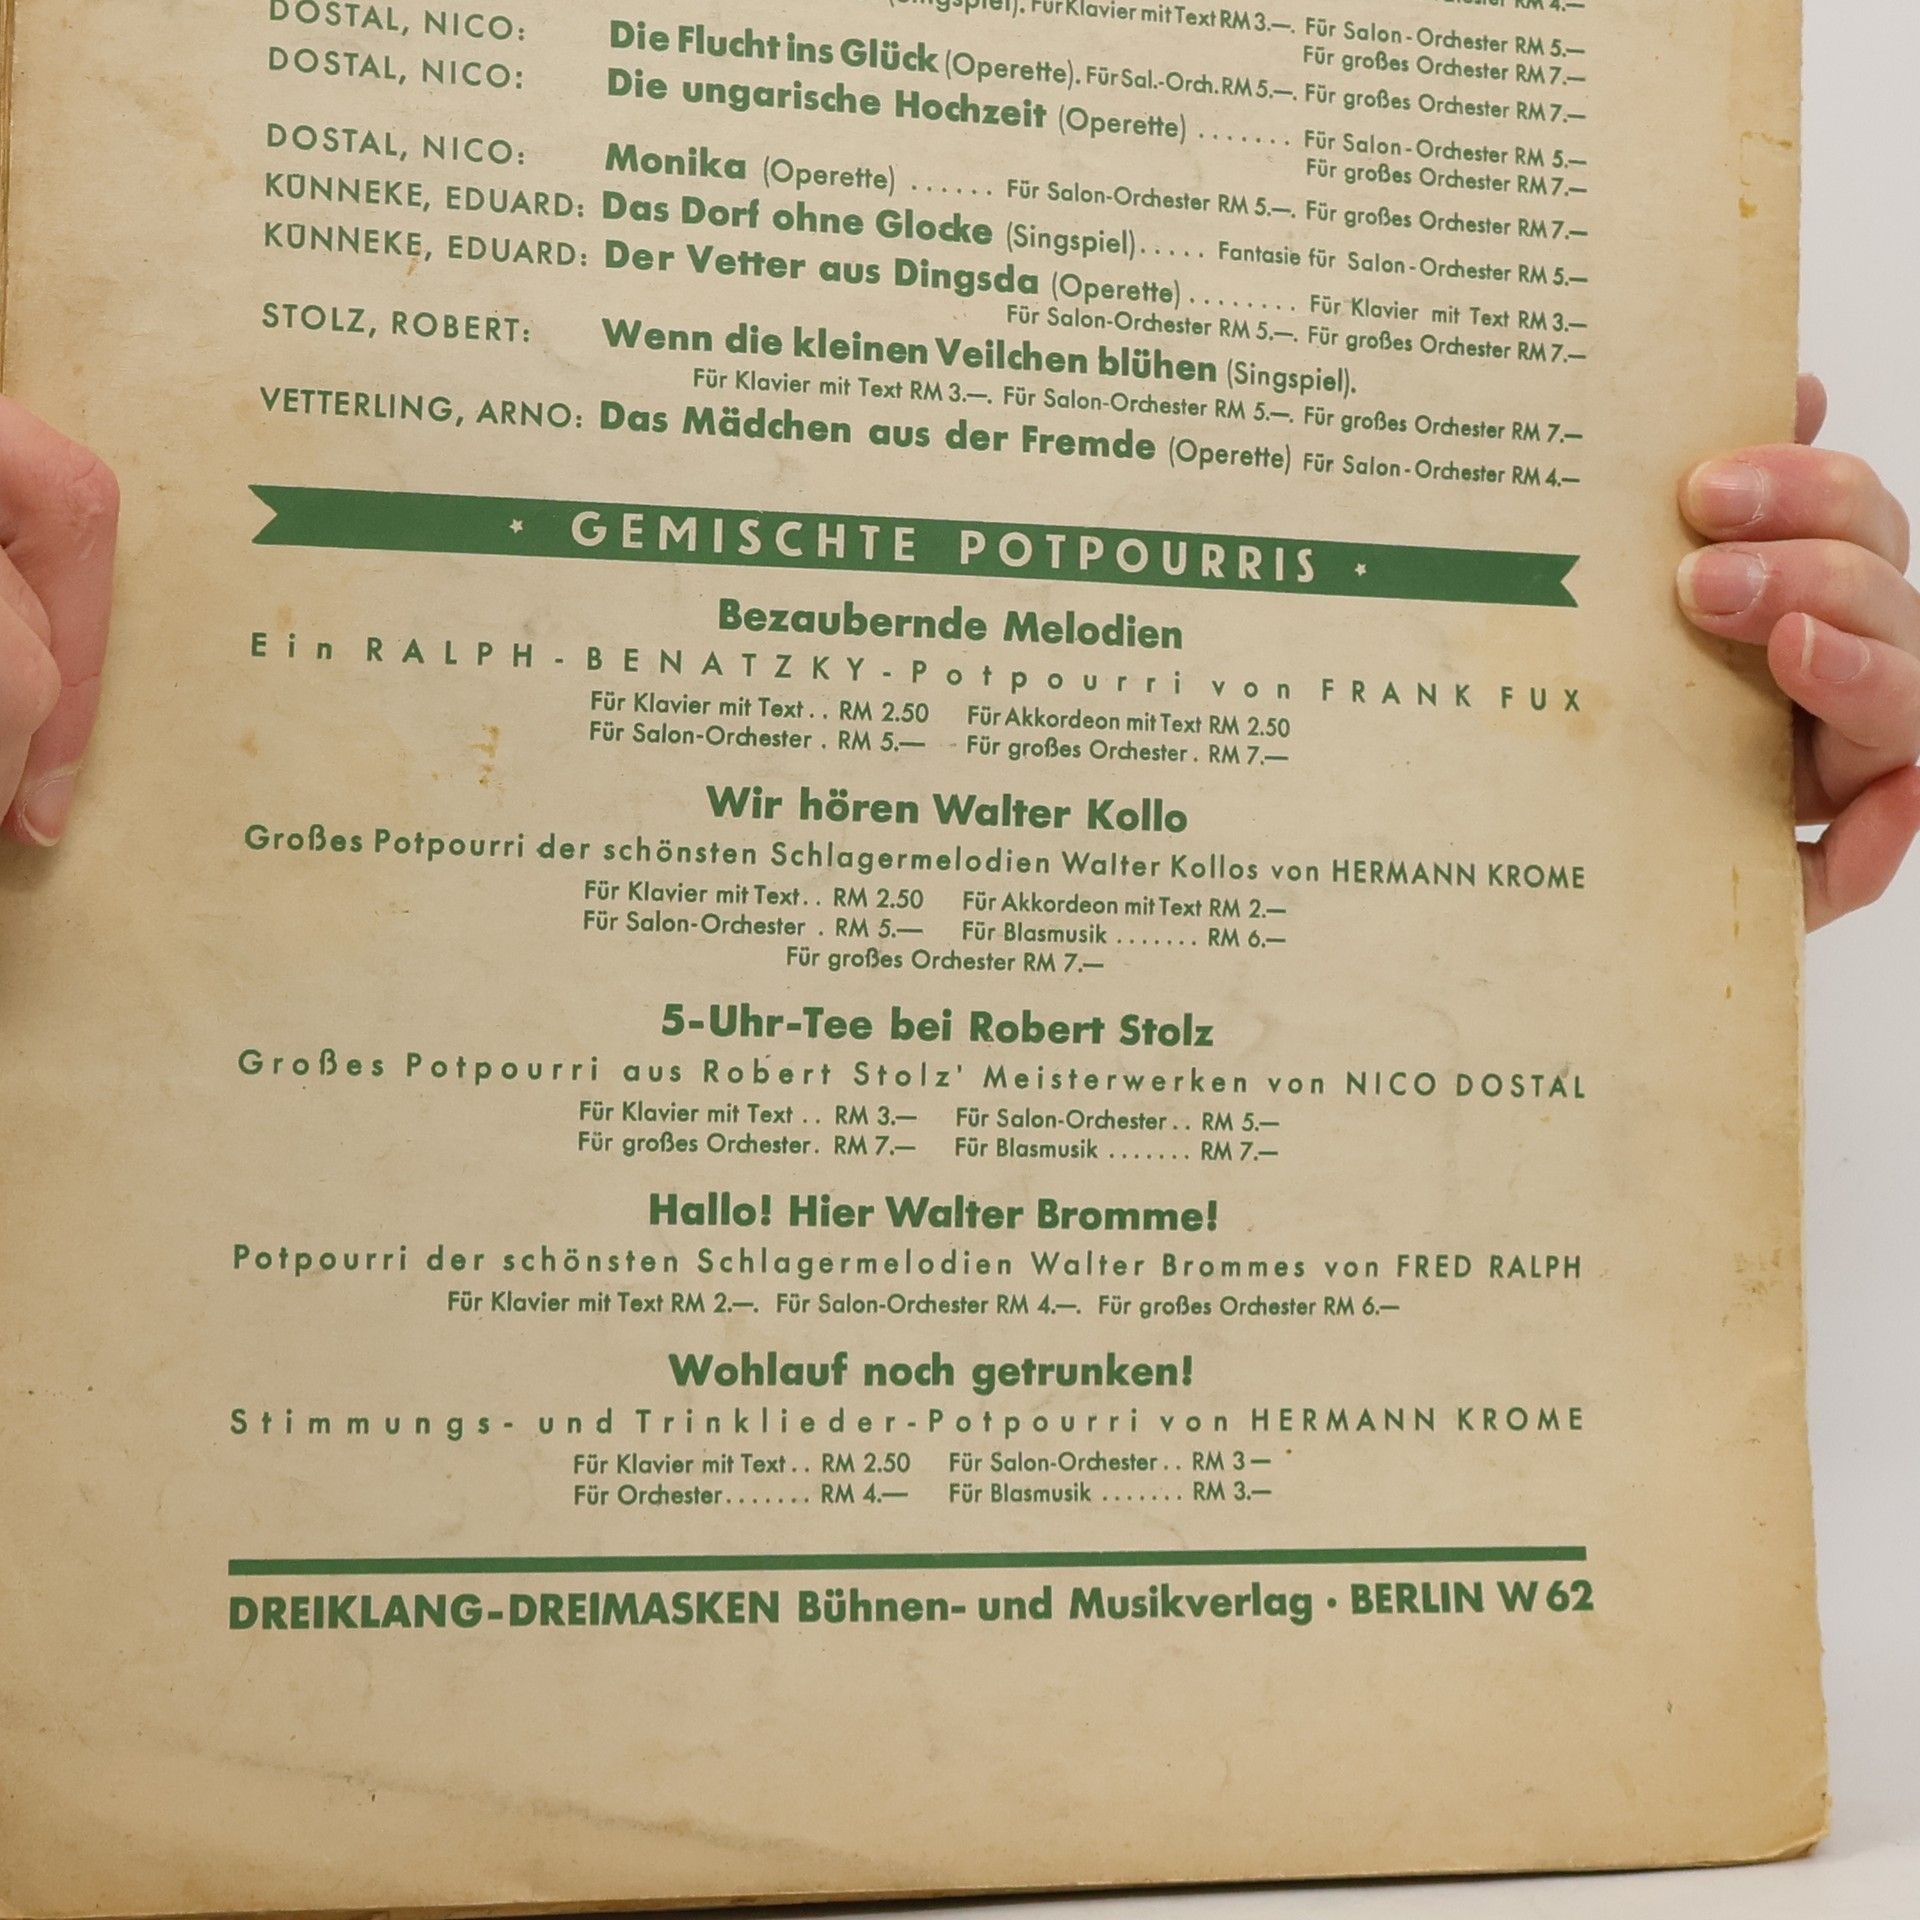 RM 4.—
(Singspiel). Für Klavier mit Text RM 3.—. Für Salon-Orchester RM 5.—
Für großes Orchester RM 7.—
DOSTAL, NICO: Die Flucht ins Glück (Operette). Für Sal.-Orch. RM 5.—. Für großes Orchester RM 7.—
DOSTAL, NICO: Die ungarische Hochzeit (Operette) ....... Für Salon-Orchester RM 5.—
Für großes Orchester RM 7.—
DOSTAL, NICO: Monika (Operette) ...... Für Salon-Orchester RM 5.—. Für großes Orchester RM 7.—
KÜNNEKE, EDUARD: Das Dorf ohne Glocke (Singspiel)..... Fantasie für Salon-Orchester RM 5.—
KÜNNEKE, EDUARD: Der Vetter aus Dingsda (Operette) ........ Für Klavier mit Text RM 3.—
Für Salon-Orchester RM 5.—. Für großes Orchester RM 7.—
STOLZ, ROBERT: Wenn die kleinen Veilchen blühen (Singspiel).
Für Klavier mit Text RM 3.—. Für Salon-Orchester RM 5.—. Für großes Orchester RM 7.—
VETTERLING, ARNO: Das Mädchen aus der Fremde (Operette) Für Salon-Orchester RM 4.—
* GEMISCHTE POTPOURRIS *
Bezaubernde Melodien
Ein RALPH-BENATZKY-Potpourri von FRANK FUX
Für Klavier mit Text .. RM 2.50 Für Akkordeon mit Text RM 2.50
Für Salon-Orchester . RM 5.— Für großes Orchester . RM 7.—
Wir hören Walter Kollo
Großes Potpourri der schönsten Schlagermelodien Walter Kollos von HERMANN KROME
Für Klavier mit Text.. RM 2.50 Für Akkordeon mit Text RM 2.—
Für Salon-Orchester . RM 5.— Für Blasmusik ....... RM 6.—
Für großes Orchester RM 7.—
5-Uhr-Tee bei Robert Stolz
Großes Potpourri aus Robert Stolz' Meisterwerken von NICO DOSTAL
Für Klavier mit Text .. RM 3.— Für Salon-Orchester.. RM 5.—
Für großes Orchester. RM 7.— Für Blasmusik ....... RM 7.—
Hallo! Hier Walter Bromme!
Potpourri der schönsten Schlagermelodien Walter Brommes von FRED RALPH
Für Klavier mit Text RM 2.—. Für Salon-Orchester RM 4.—. Für großes Orchester RM 6.—
Wohlauf noch getrunken!
Stimmungs- und Trinklieder-Potpourri von HERMANN KROME
Für Klavier mit Text.. RM 2.50 Für Salon-Orchester.. RM 3—
Für Orchester....... RM 4.— Für Blasmusik ....... RM 3.—
DREIKLANG-DREIMASKEN Bühnen- und Musikverlag · BERLIN W 62